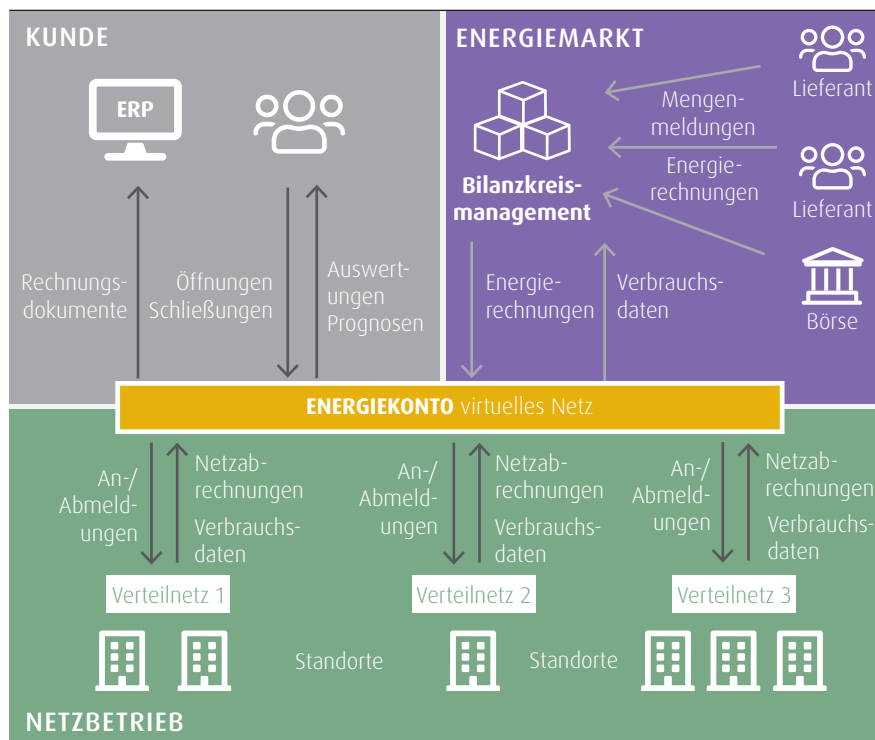 KUNDE
ERP
Rechnungs-
dokumente
Öffnungen
Schließungen
Auswert-
ungen
Prognosen
ENERGIEMARKT
Bilanzkreis-
management
Mengen-
meldungen
Energie-
rechnungen
Lieferant
Lieferant
Börse
Energie-
rechnungen
Verbrauchs-
daten
ENERGIEKONTO virtuelles Netz
An-/
Abmeld-
ungen
Netzab-
rechnungen
Verbrauchs-
daten
An-/
Abmeld-
ungen
Netzab-
rechnungen
Verbrauchs-
daten
An-/
Abmeld-
ungen
Netzab-
rechnungen
Verbrauchs-
daten
Verteilnetz 1
Verteilnetz 2
Verteilnetz 3
Standorte
Standorte
NETZBETRIEB